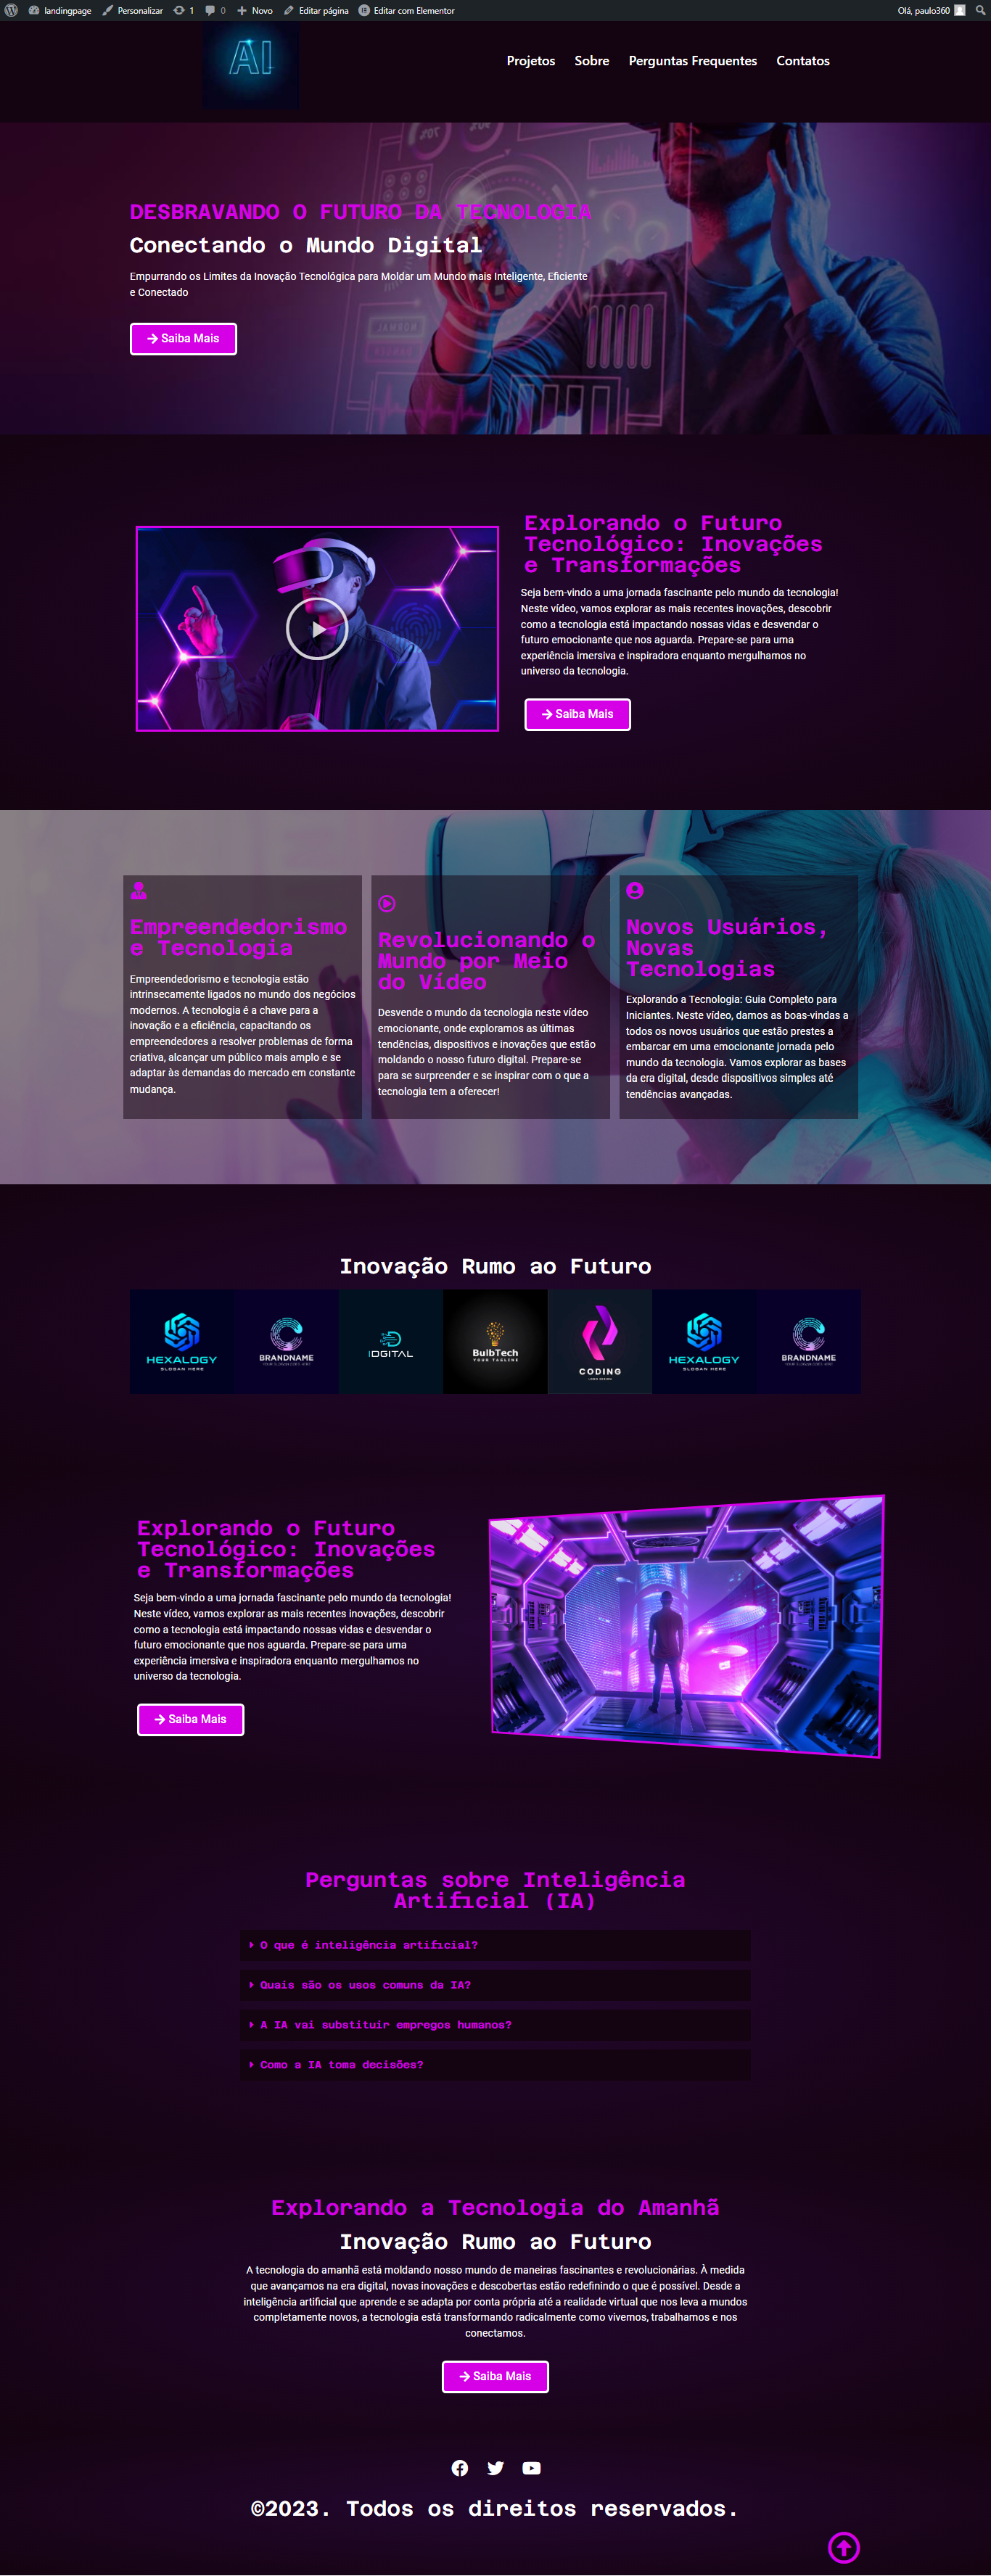 landingpage Personalizar 1 0 Novo Editar página Editar com Elementor Olá, paulo360
AI
Projetos Sobre Perguntas Frequentes Contatos
DESBRAVANDO O FUTURO DA TECNOLOGIA
Conectando o Mundo Digital
Empurrando os Limites da Inovação Tecnológica para Moldar um Mundo mais Inteligente, Eficiente
e Conectado
Saiba Mais
NORMAL
Explorando o Futuro
Tecnológico: Inovações
e Transformações
Seja bem-vindo a uma jornada fascinante pelo mundo da tecnologia!
Neste vídeo, vamos explorar as mais recentes inovações, descobrir
como a tecnologia está impactando nossas vidas e desvendar o
futuro emocionante que nos aguarda. Prepare-se para uma
experiência imersiva e inspiradora enquanto mergulhamos no
universo da tecnologia.
Saiba Mais
Empreendedorismo
e Tecnologia
Empreendedorismo e tecnologia estão
intrinsecamente ligados no mundo dos negócios
modernos. A tecnologia é a chave para a
inovação e a eficiência, capacitando os
empreendedores a resolver problemas de forma
criativa, alcançar um público mais amplo e se
adaptar às demandas do mercado em constante
mudança.
Revolucionando o
Mundo por Meio
do Vídeo
Desvende o mundo da tecnologia neste vídeo
emocionante, onde exploramos as últimas
tendências, dispositivos e inovações que estão
moldando o nosso futuro digital. Prepare-se
para se surpreender e se inspirar com o que a
tecnologia tem a oferecer!
Novos Usuários,
Novas
Tecnologias
Explorando a Tecnologia: Guia Completo para
Iniciantes. Neste vídeo, damos as boas-vindas a
todos os novos usuários que estão prestes a
embarcar em uma emocionante jornada pelo
mundo da tecnologia. Vamos explorar as bases
da era digital, desde dispositivos simples até
tendências avançadas.
Inovação Rumo ao Futuro
HEXALOGY
SLOGAN HERE
BRANDNAME
DGITAL
BulbTech
YOUR TAGLINE
CODING
HEXALOGY
SLOGAN HERE
BRANDNAME
Explorando o Futuro
Tecnológico: Inovações
e Transformações
Seja bem-vindo a uma jornada fascinante pelo mundo da tecnologia!
Neste vídeo, vamos explorar as mais recentes inovações, descobrir
como a tecnologia está impactando nossas vidas e desvendar o
futuro emocionante que nos aguarda. Prepare-se para uma
experiência imersiva e inspiradora enquanto mergulhamos no
universo da tecnologia.
Saiba Mais
Perguntas sobre Inteligência
Artificial (IA)
O que é inteligência artificial?
Quais são os usos comuns da IA?
A IA vai substituir empregos humanos?
Como a IA toma decisões?
Explorando a Tecnologia do Amanhã
Inovação Rumo ao Futuro
A tecnologia do amanhã está moldando nosso mundo de maneiras fascinantes e revolucionárias. À medida
que avançamos na era digital, novas inovações e descobertas estão redefinindo o que é possível. Desde a
inteligência artificial que aprende e se adapta por conta própria até a realidade virtual que nos leva a mundos
completamente novos, a tecnologia está transformando radicalmente como vivemos, trabalhamos e nos
conectamos.
Saiba Mais
©2023. Todos os direitos reservados.